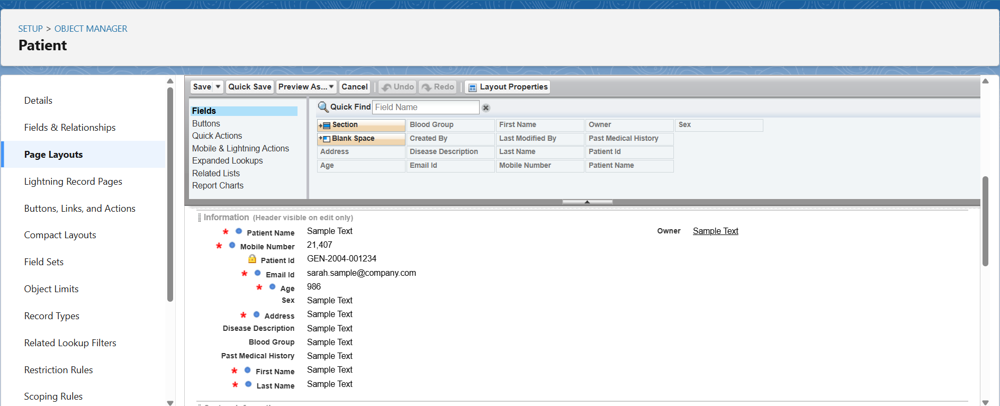 SETUP > OBJECT MANAGER
Patient
Details
Fields & Relationships
Page Layouts
Lightning Record Pages
Buttons, Links, and Actions
Compact Layouts
Field Sets
Object Limits
Record Types
Related Lookup Filters
Restriction Rules
Scoping Rules
Save Quick Save Preview As... Cancel Undo Redo Layout Properties
Fields
Buttons
Quick Actions
Mobile & Lightning Actions
Expanded Lookups
Related Lists
Report Charts
Quick Find Field Name
Section Blood Group First Name Owner Sex
Blank Space Created By Last Modified By Past Medical History
Address Disease Description Last Name Patient Id
Age Email Id Mobile Number Patient Name
Information (Header visible on edit only)
* Patient Name Sample Text Owner Sample Text
* Mobile Number 21,407
Patient Id GEN-2004-001234
* Email Id sarah.sample@company.com
* Age 986
Sex Sample Text
* Address Sample Text
Disease Description Sample Text
Blood Group Sample Text
Past Medical History Sample Text
* First Name Sample Text
* Last Name Sample Text